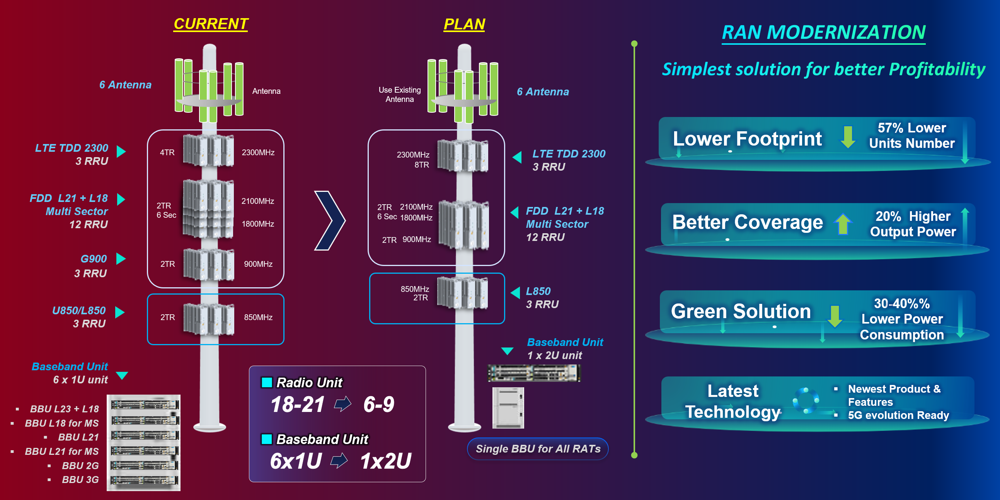 CURRENT
6 Antenna
Antenna
LTE TDD 2300
3 RRU
4TR
2300MHz
FDD  L21 + L18
Multi Sector
12 RRU
2TR
6 Sec
2100MHz
1800MHz
G900
3 RRU
2TR
900MHz
U850/L850
3 RRU
2TR
850MHz
Baseband Unit
6 x 1U unit
BBU L23 + L18
BBU L18 for MS
BBU L21
BBU L21 for MS
BBU 2G
BBU 3G
Radio Unit
18-21
6-9
Baseband Unit
6x1U
1x2U
PLAN
Use Existing
Antenna
6 Antenna
2300MHz
8TR
LTE TDD 2300
3 RRU
2TR
6 Sec
2100MHz
1800MHz
2TR
900MHz
FDD  L21 + L18
Multi Sector
12 RRU
850MHz
2TR
L850
3 RRU
Baseband Unit
1 x 2U unit
Single BBU for All RATs
RAN MODERNIZATION
Simplest solution for better Profitability
Lower Footprint
57% Lower
Units Number
Better Coverage
20%  Higher
Output Power
Green Solution
30-40%%
Lower Power
Consumption
Latest
Technology
Newest Product &
Features
5G evolution Ready